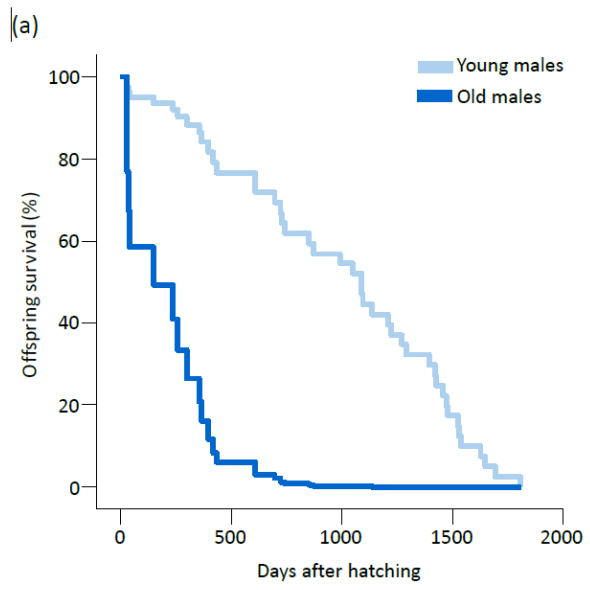 (a)
Young males
Old males
100
80
60
40
20
0
Offspring survival (%)
0 500 1000 1500 2000
Days after hatching